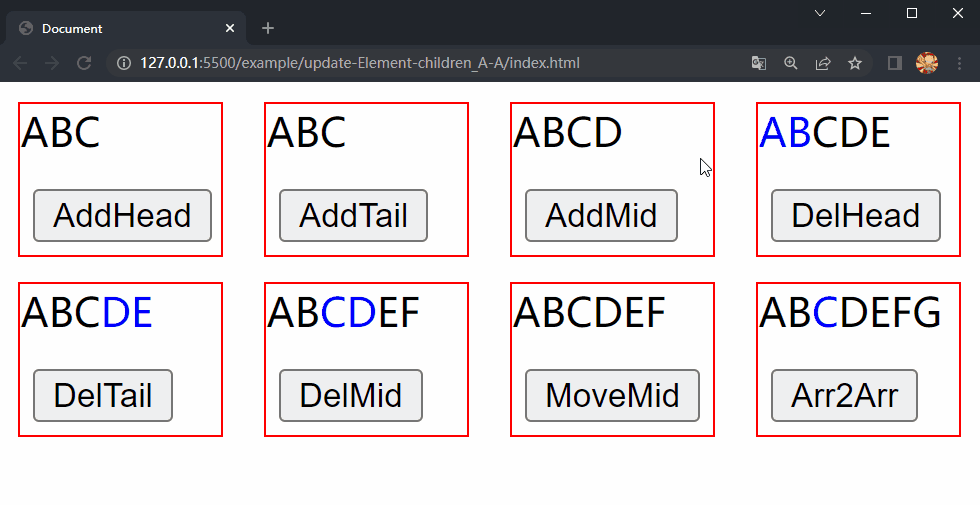 Document
127.0.0.1:5500/example/update-Element-children_A-A/index.html
ABC
AddHead
ABC
AddTail
ABCD
AddMid
ABCDE
DelHead
ABCDE
DelTail
ABCDEF
DelMid
ABCDEF
MoveMid
ABCDEFG
Arr2Arr